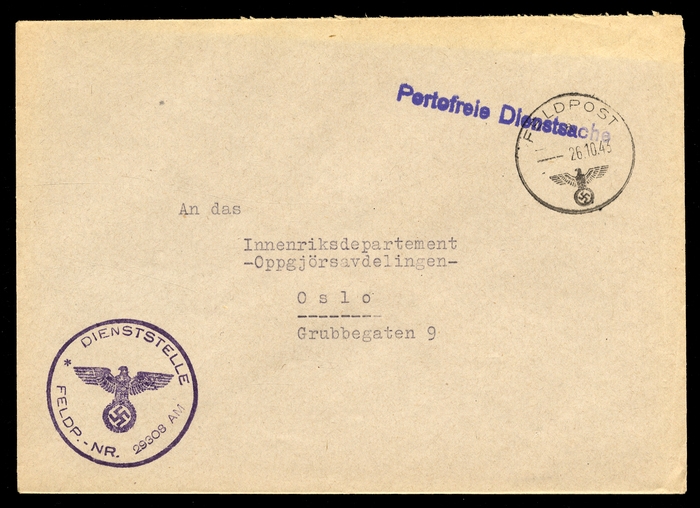 Portofreie Dienstsache
FELDPOST
26.10.43
An das
Innenriksdepartement
-Oppgjörsavdelingen-
Oslo
Grubbegaten 9
* DIENSTSTELLE
FELDP.-NR. 29308 AM